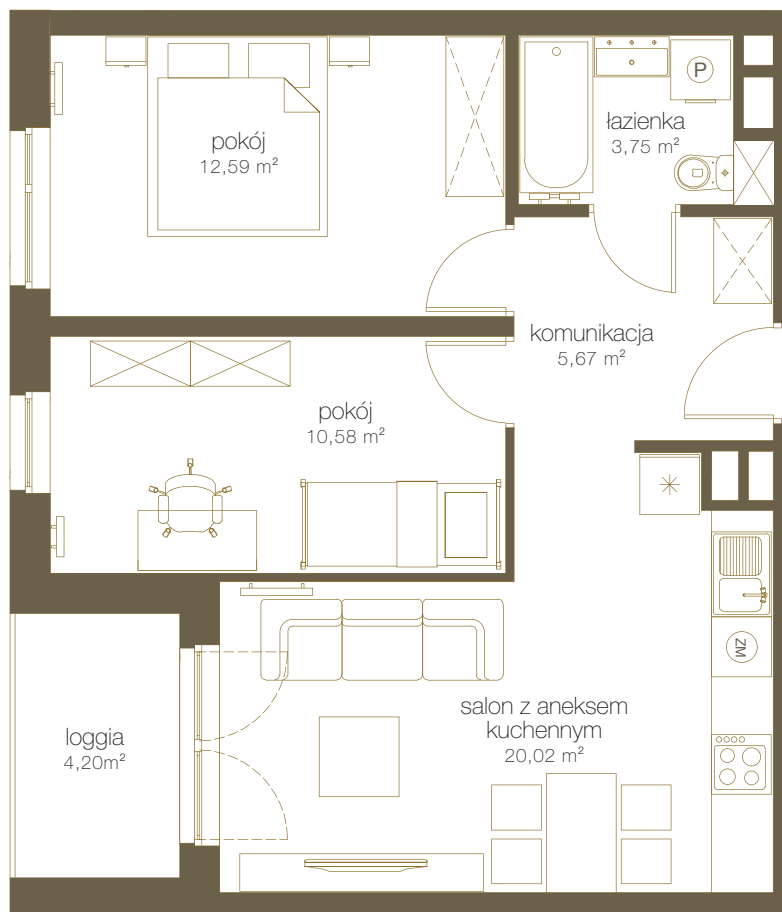 P
łazienka
3,75 m²
pokój
12,59 m²
komunikacja
5,67 m²
pokój
10,58 m²
ZM
salon z aneksem
kuchennym
20,02 m²
loggia
4,20m²